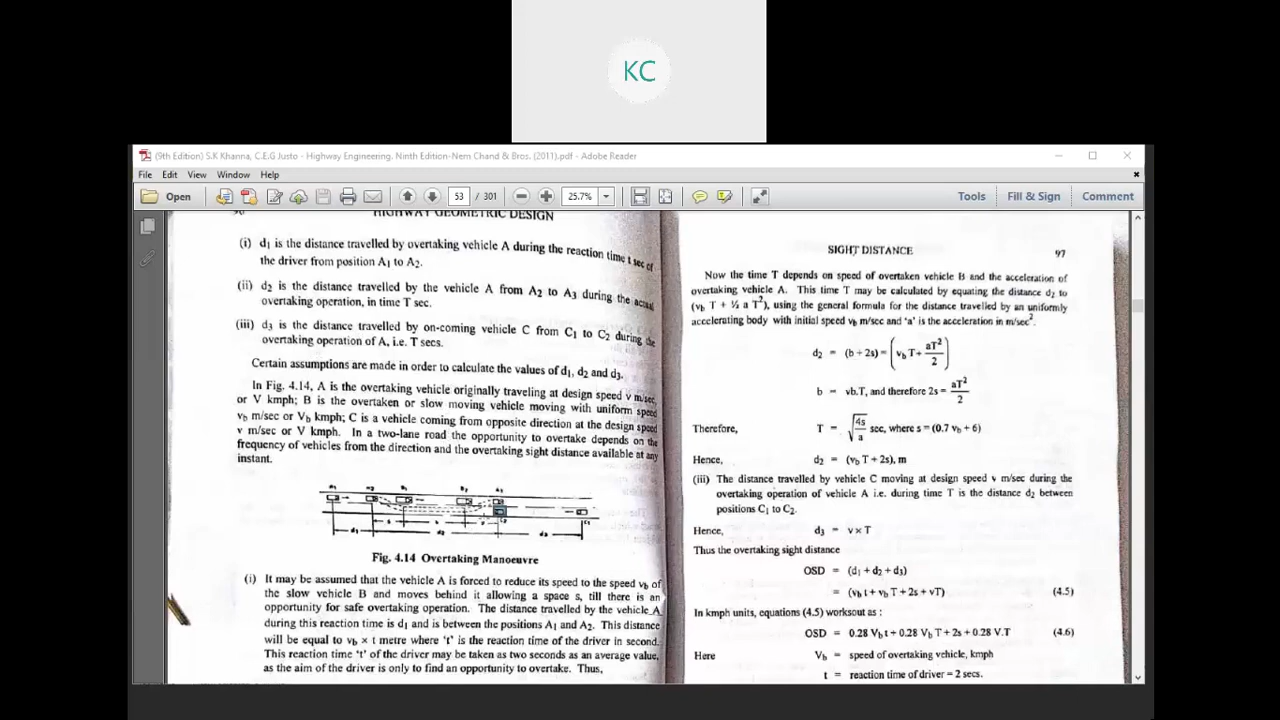 KC
(9th Edition) S.K Khanna, C.E.G Justo - Highway Engineering. Ninth Edition-Nem Chand & Bros. (2011).pdf - Adobe Reader
File Edit View Window Help
Open 53 / 301 25.7% Tools Fill & Sign Comment
HIGHWAY GEOMETRIC DESIGN
(i) d₁ is the distance travelled by overtaking vehicle A during the reaction time t sec of
the driver from position A₁ to A₂.
(ii) d₂ is the distance travelled by the vehicle A from A₂ to A₃ during the actual
overtaking operation, in time T sec.
(iii) d₃ is the distance travelled by on-coming vehicle C from C₁ to C₂ during the
overtaking operation of A, i.e. T secs.
Certain assumptions are made in order to calculate the values of d₁, d₂ and d₃.
In Fig. 4.14, A is the overtaking vehicle originally traveling at design speed v m/sec,
or V kmph; B is the overtaken or slow moving vehicle moving with uniform speed
vb m/sec or Vb kmph; C is a vehicle coming from opposite direction at the design speed
v m/sec or V kmph. In a two-lane road the opportunity to overtake depends on the
frequency of vehicles from the direction and the overtaking sight distance available at any
instant.
d₁ d₂ d₃
Fig. 4.14 Overtaking Manoeuvre
(i) It may be assumed that the vehicle A is forced to reduce its speed to the speed vb of
the slow vehicle B and moves behind it allowing a space s, till there is an
opportunity for safe overtaking operation. The distance travelled by the vehicle A
during this reaction time is d₁ and is between the positions A₁ and A₂. This distance
will be equal to vb × t metre where 't' is the reaction time of the driver in second.
This reaction time 't' of the driver may be taken as two seconds as an average value,
as the aim of the driver is only to find an opportunity to overtake. Thus,
SIGHT DISTANCE 97
Now the time T depends on speed of overtaken vehicle B and the acceleration of
overtaking vehicle A. This time T may be calculated by equating the distance d₂ to
(vb T + ½ a T²), using the general formula for the distance travelled by an uniformly
accelerating body with initial speed vb m/sec and 'a' is the acceleration in m/sec².
d₂ = (b + 2s) = (vb T + aT²/2)
b = vb.T, and therefore 2s = aT²/2
Therefore, T = √(4s/a) sec, where s = (0.7 vb + 6)
Hence, d₂ = (vb T + 2s), m
(iii) The distance travelled by vehicle C moving at design speed v m/sec during the
overtaking operation of vehicle A i.e. during time T is the distance d₂ between
positions C₁ to C₂.
Hence, d₃ = v × T
Thus the overtaking sight distance
OSD = (d₁ + d₂ + d₃)
= (vb t + vb T + 2s + vT) (4.5)
In kmph units, equations (4.5) worksout as :
OSD = 0.28 Vb t + 0.28 Vb T + 2s + 0.28 V.T (4.6)
Here Vb = speed of overtaking vehicle, kmph
t = reaction time of driver = 2 secs.